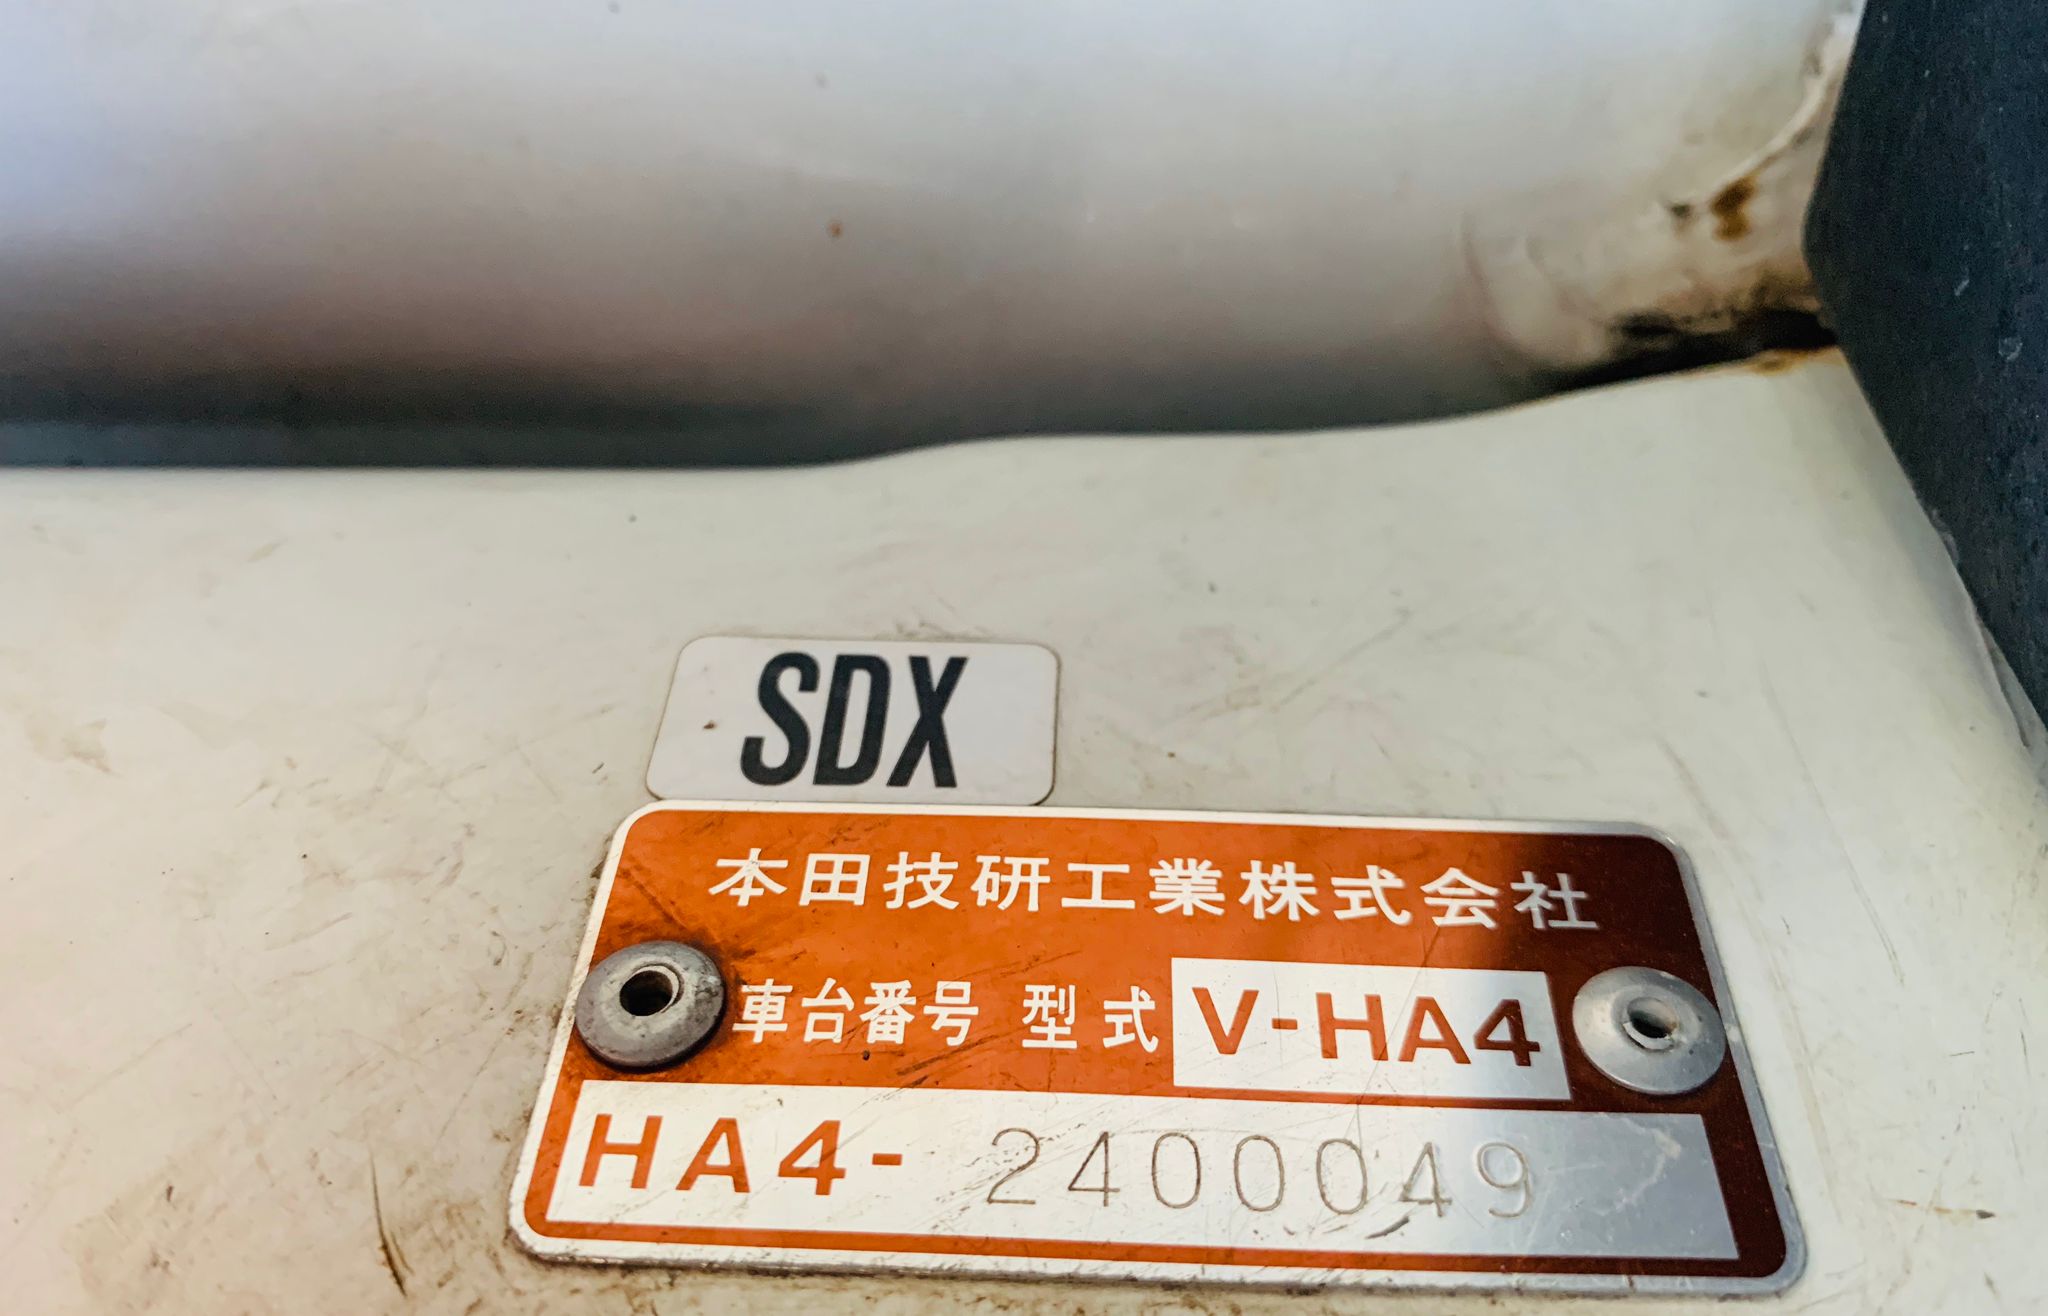 SDX
本田技研工業株式会社
車台番号 型式 V-HA4
HA4- 2400049